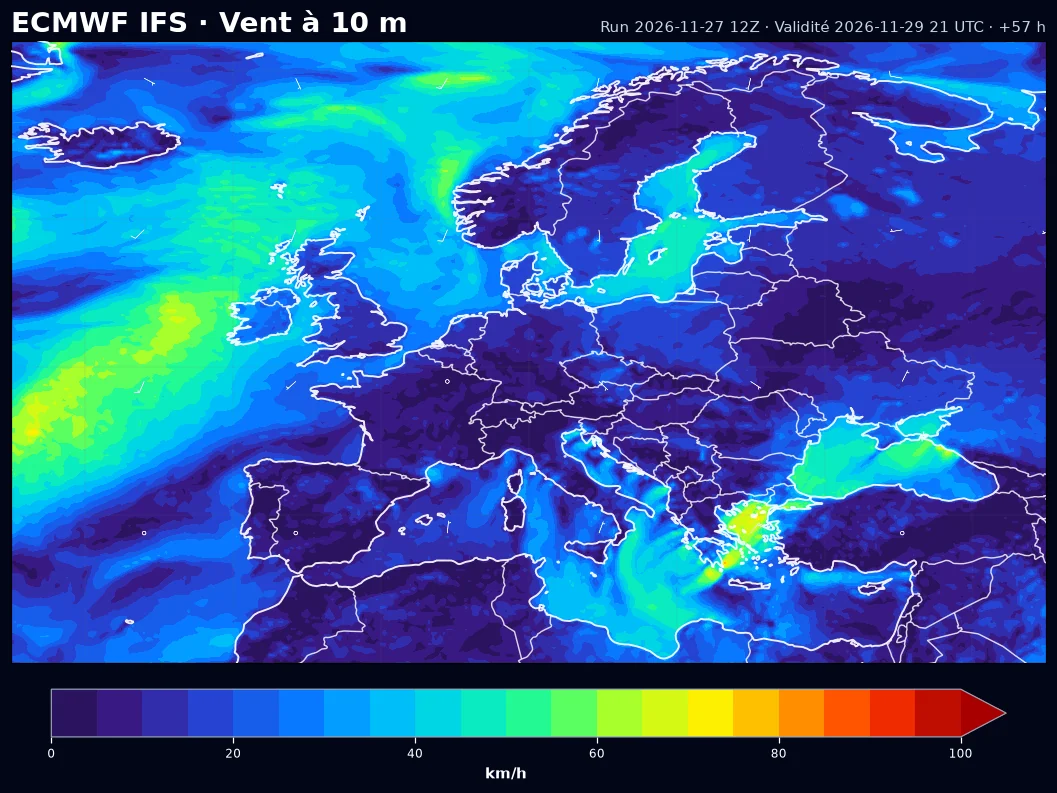 ECMWF IFS · Vent à 10 m
Run 2026-11-27 12Z · Validité 2026-11-29 21 UTC · +57 h
0 20 40 60 80 100
km/h